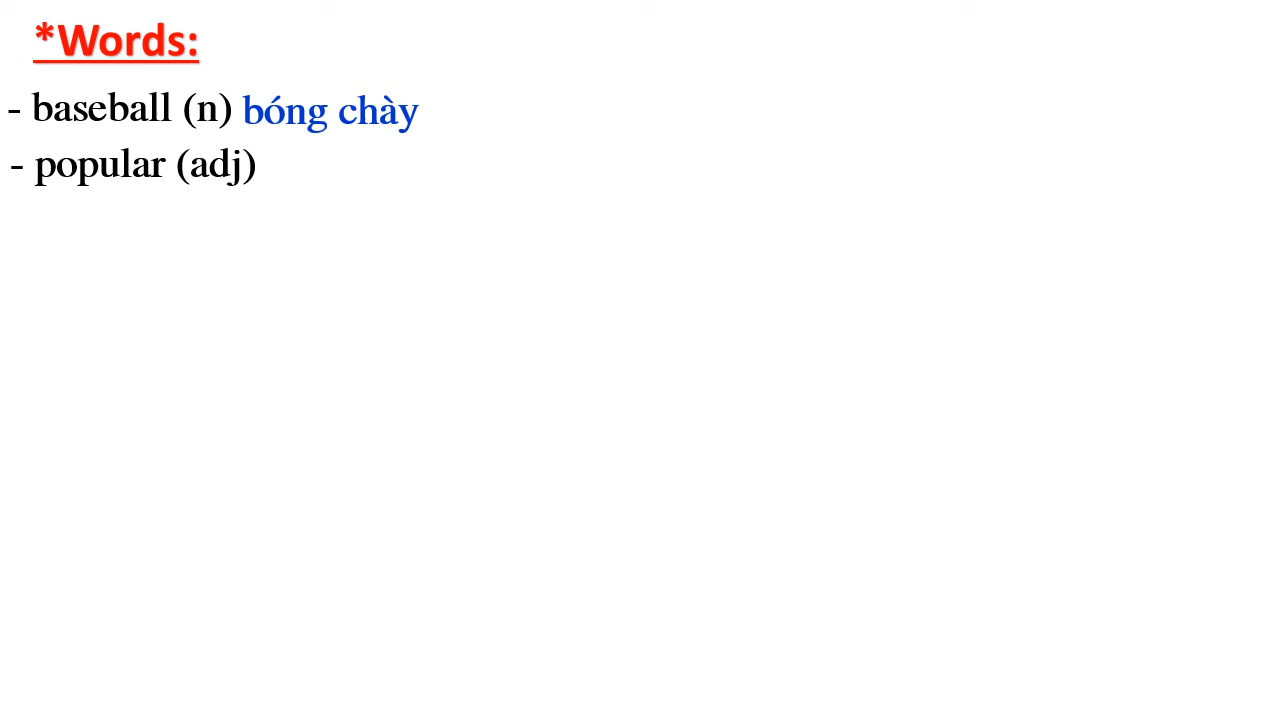 *Words:
- baseball (n) bóng chày
- popular (adj)